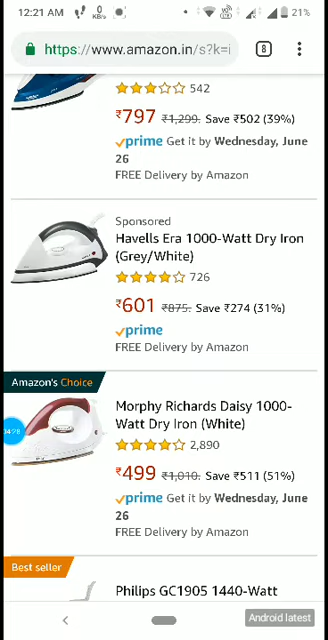 12:21 AM 0 KB/s 21%
https://www.amazon.in/s?k=i 8
542
₹797 ₹1,299. Save ₹502 (39%)
prime Get it by Wednesday, June
26
FREE Delivery by Amazon
Sponsored
Havells Era 1000-Watt Dry Iron
(Grey/White)
726
₹601 ₹875. Save ₹274 (31%)
prime
FREE Delivery by Amazon
Amazon's Choice
Morphy Richards Daisy 1000-
Watt Dry Iron (White)
04:28
2,890
₹499 ₹1,010. Save ₹511 (51%)
prime Get it by Wednesday, June
26
FREE Delivery by Amazon
Best seller
Philips GC1905 1440-Watt
Android latest